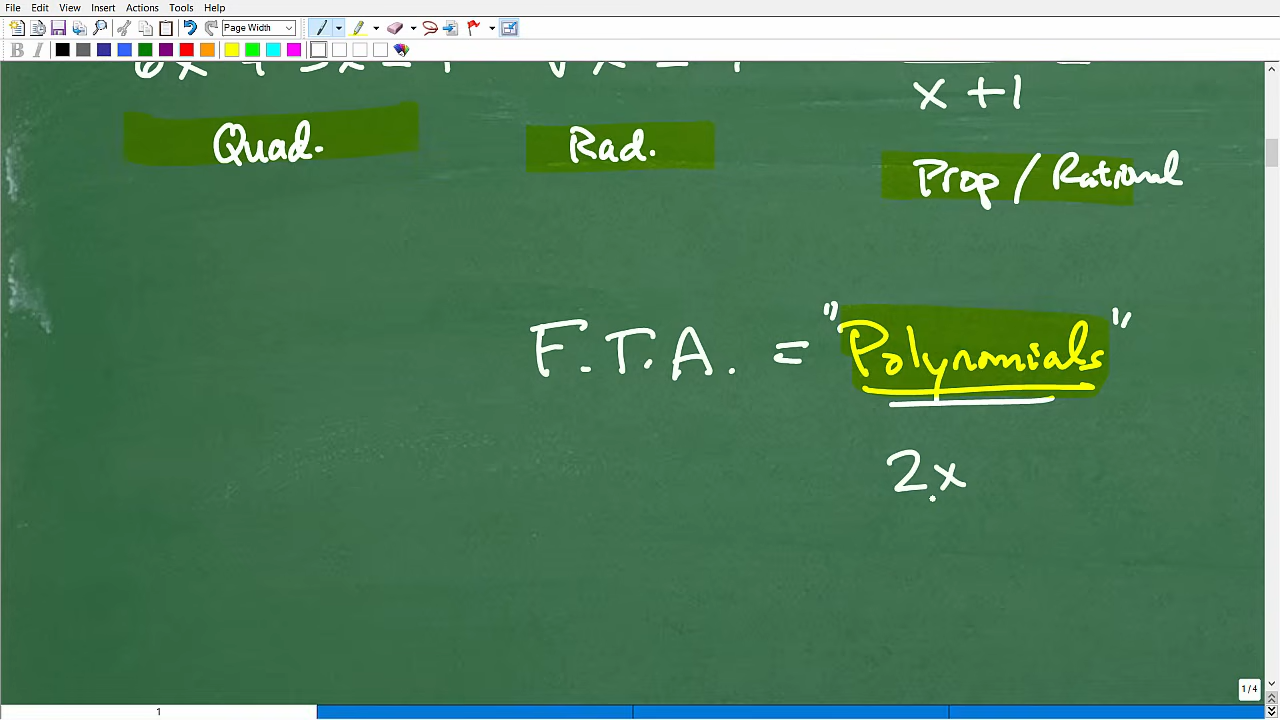 File Edit View Insert Actions Tools Help
Page Width
B I
x + 1
Quad. Rad.
Prop / Rational
F.T.A. = "Polynomials"
2x
1/4
1